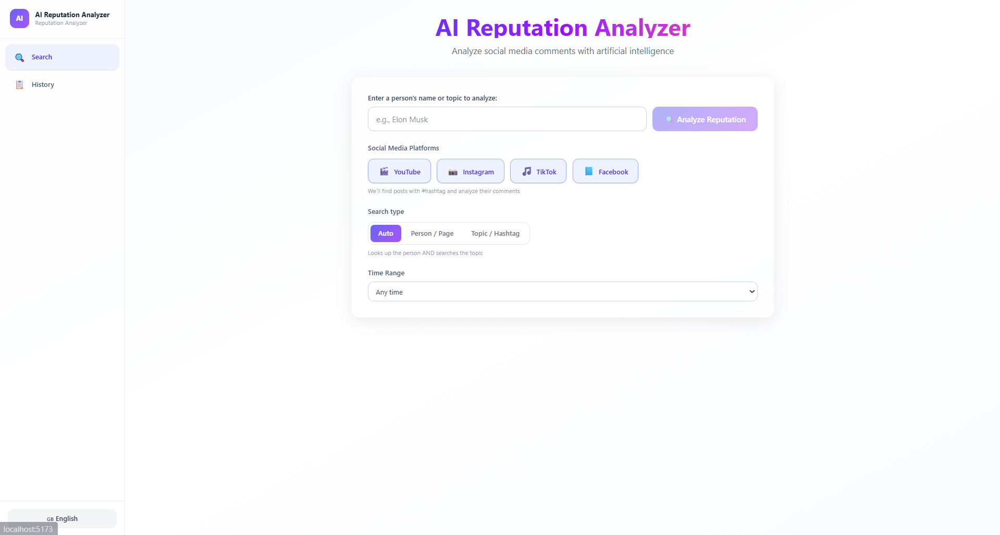 AI
AI Reputation Analyzer
Reputation Analyzer
Search
History
GB English
localhost:5173
AI Reputation Analyzer
Analyze social media comments with artificial intelligence
Enter a person's name or topic to analyze:
e.g., Elon Musk
Analyze Reputation
Social Media Platforms
YouTube
Instagram
TikTok
Facebook
We'll find posts with #hashtag and analyze their comments
Search type
Auto
Person / Page
Topic / Hashtag
Looks up the person AND searches the topic
Time Range
Any time